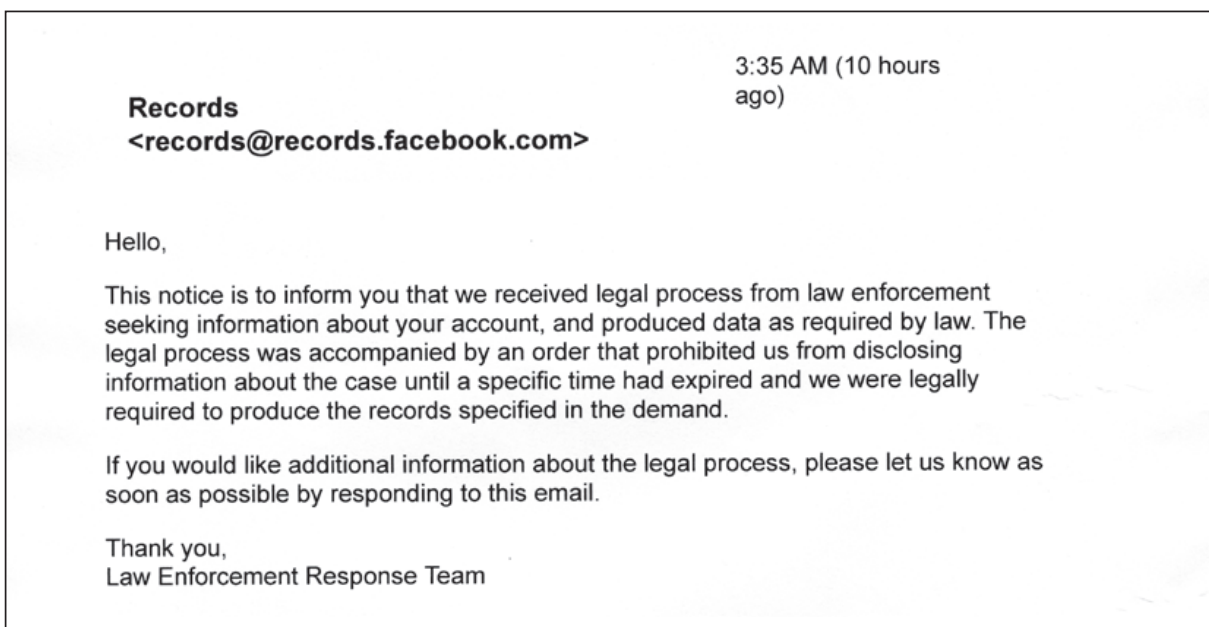 3:35 AM (10 hours
ago)
Records
<records@records.facebook.com>
Hello,
This notice is to inform you that we received legal process from law enforcement
seeking information about your account, and produced data as required by law. The
legal process was accompanied by an order that prohibited us from disclosing
information about the case until a specific time had expired and we were legally
required to produce the records specified in the demand.
If you would like additional information about the legal process, please let us know as
soon as possible by responding to this email.
Thank you,
Law Enforcement Response Team